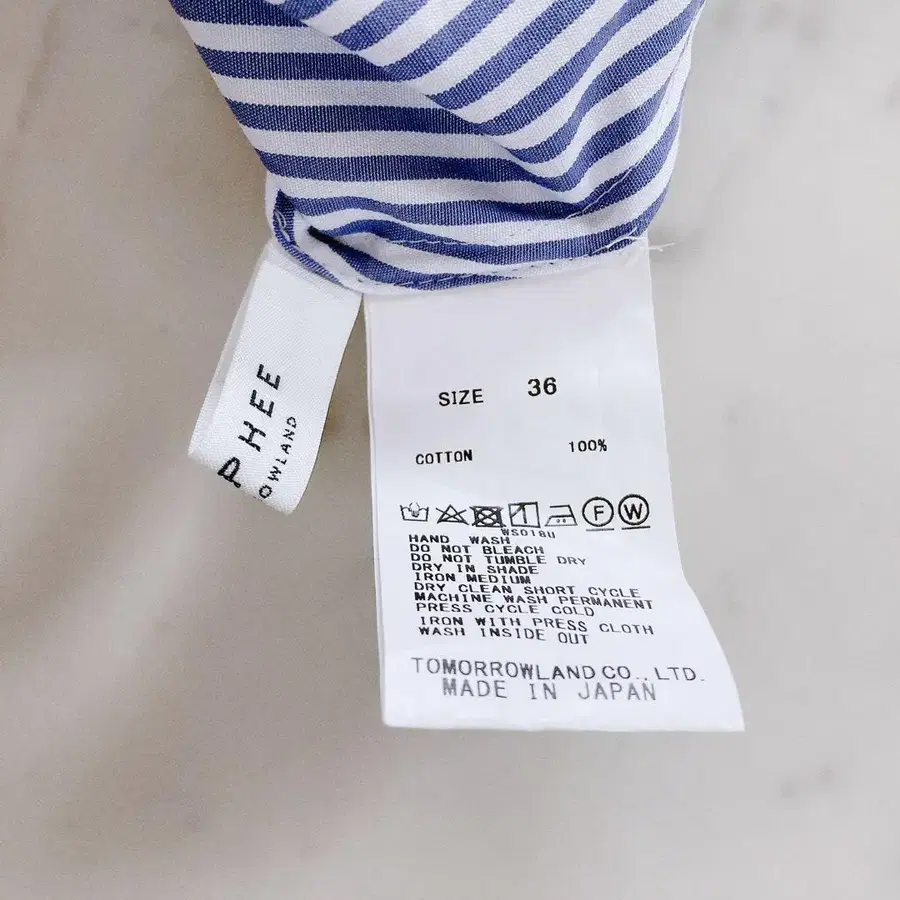 PHEE
OWLAND
SIZE 36
COTTON 100%
F W
WS018U
HAND WASH
DO NOT BLEACH
DO NOT TUMBLE DRY
DRY IN SHADE
IRON MEDIUM
DRY CLEAN SHORT CYCLE
MACHINE WASH PERMANENT
PRESS CYCLE COLD
IRON WITH PRESS CLOTH
WASH INSIDE OUT
TOMORROWLAND CO., LTD.
MADE IN JAPAN